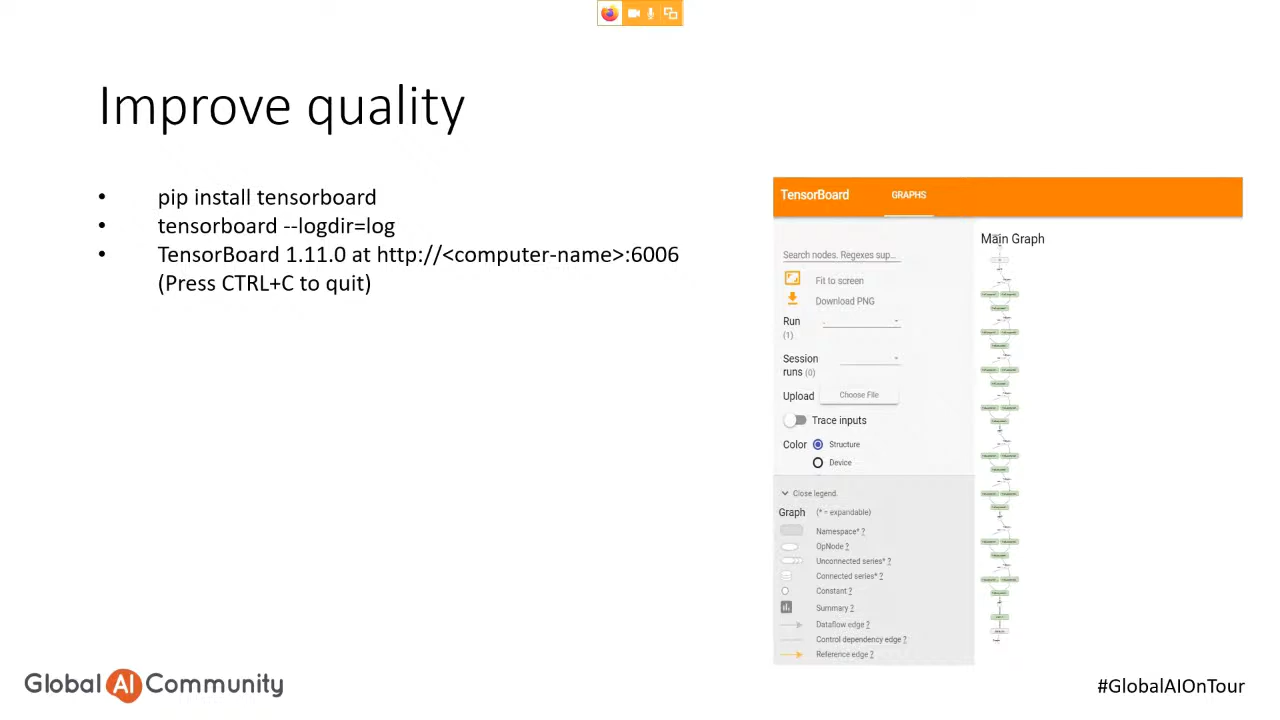 Improve quality
• pip install tensorboard
• tensorboard --logdir=log
• TensorBoard 1.11.0 at http://<computer-name>:6006
(Press CTRL+C to quit)
TensorBoard GRAPHS
Search nodes. Regexes sup...
Fit to screen
Download PNG
Run
(1)
Session
runs (0)
Upload Choose File
Trace inputs
Color Structure
Device
Close legend.
Graph (* = expandable)
Namespace* ?
OpNode ?
Unconnected series* ?
Connected series* ?
Constant ?
Summary ?
Dataflow edge ?
Control dependency edge ?
Reference edge ?
Main Graph
Global AI Community
#GlobalAIOnTour